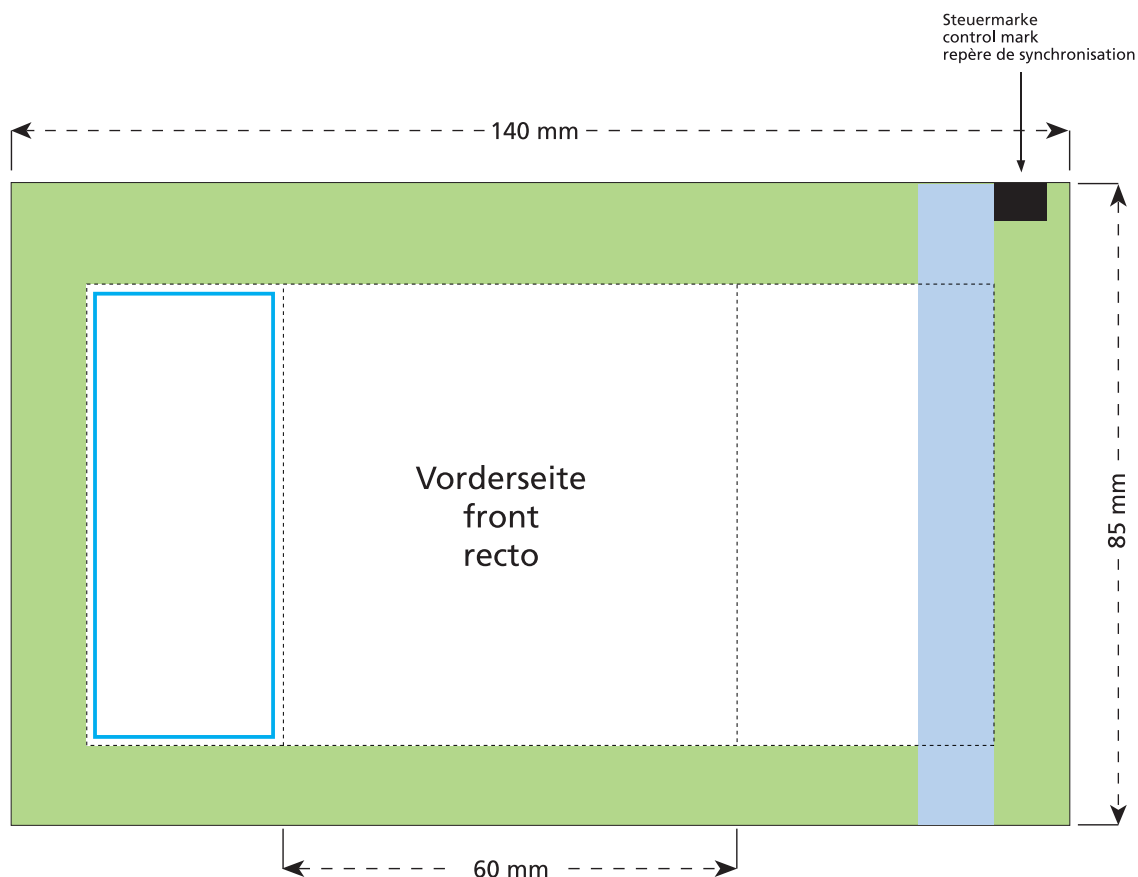 Steuermarke
control mark
repère de synchronisation
140 mm
Vorderseite
front
recto
85 mm
60 mm